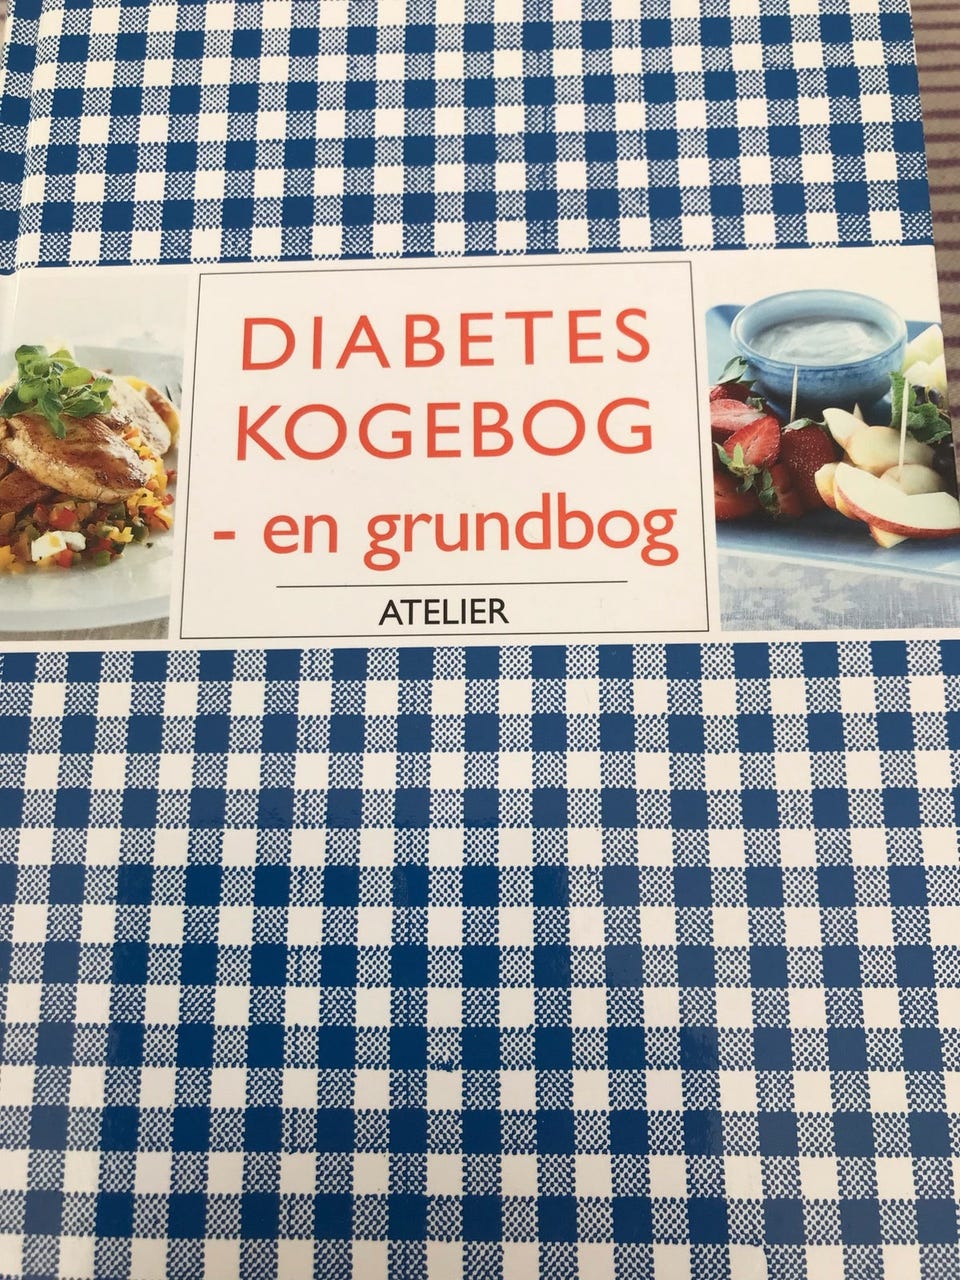 DIABETES
KOGEBOG
- en grundbog
ATELIER